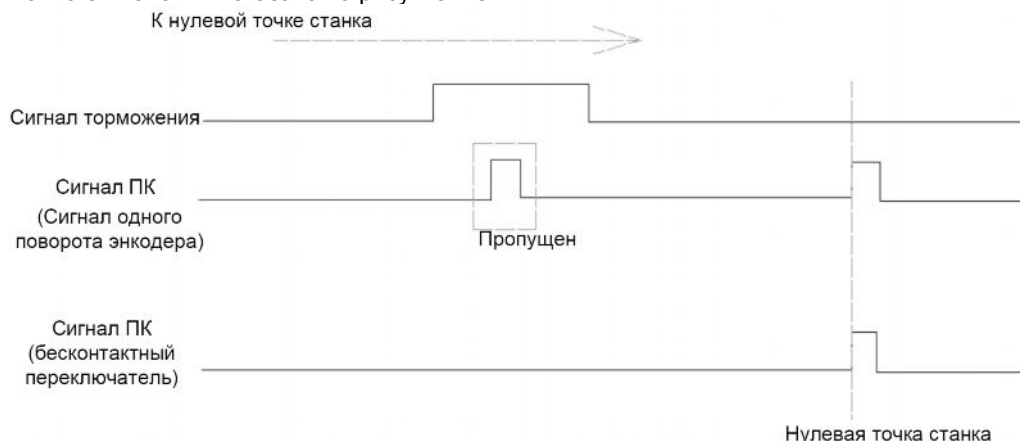 К нулевой точке станка
Сигнал торможения
Сигнал ПК
(Сигнал одного
поворота энкодера)
Пропущен
Сигнал ПК
(бесконтактный
переключатель)
Нулевая точка станка